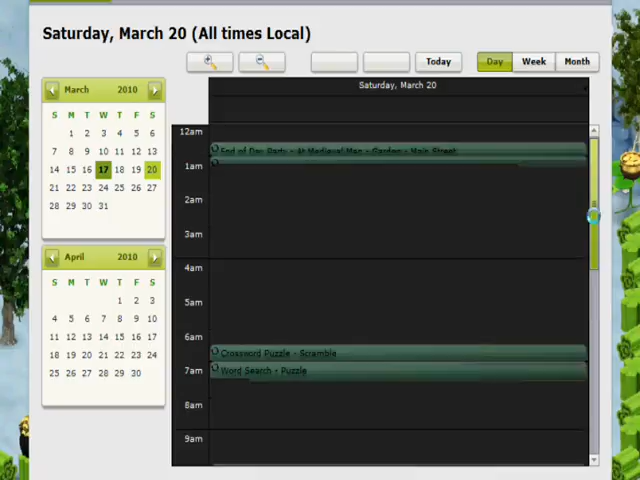 Saturday, March 20 (All times Local)
Today Day Week Month
March 2010
S M T W T F S
1 2 3 4 5 6
7 8 9 10 11 12 13
14 15 16 17 18 19 20
21 22 23 24 25 26 27
28 29 30 31
April 2010
S M T W T F S
1 2 3
4 5 6 7 8 9 10
11 12 13 14 15 16 17
18 19 20 21 22 23 24
25 26 27 28 29 30
Saturday, March 20
12am
End of Day Party - At Medieval Man - Garden - Main Street
1am
2am
3am
4am
5am
6am
Crossword Puzzle - Scramble
7am
Word Search - Puzzle
8am
9am